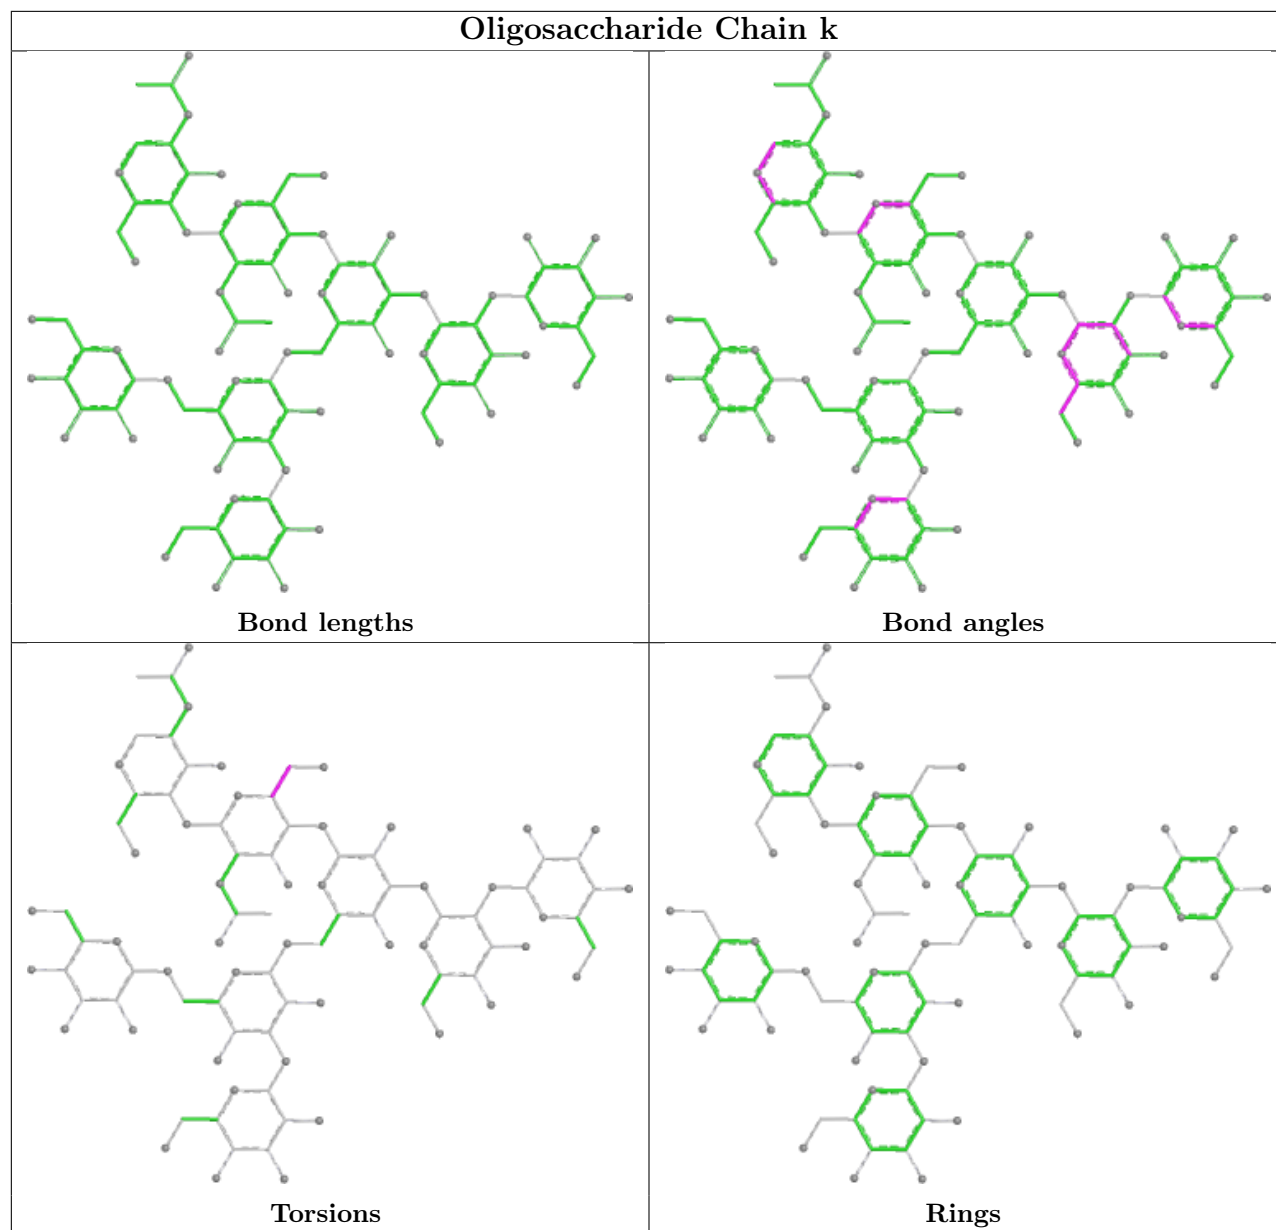 Oligosaccharide Chain k
Bond lengths
Bond angles
Torsions
Rings